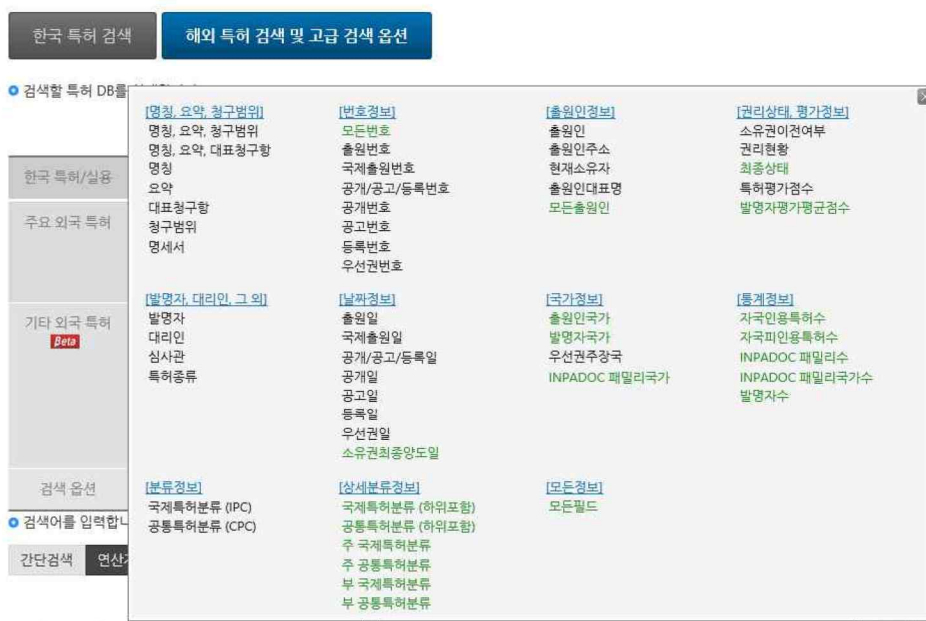 한국 특허 검색
해외 특허 검색 및 고급 검색 옵션
검색할 특허 DB를
한국 특허/실용
주요 외국 특허
기타 외국 특허
Beta
검색 옵션
검색어를 입력합니
간단검색
연산
[명칭, 요약, 청구범위]
명칭, 요약, 청구범위
명칭, 요약, 대표청구항
명칭
요약
대표청구항
청구범위
명세서
[번호정보]
모든번호
출원번호
국제출원번호
공개/공고/등록번호
공개번호
공고번호
등록번호
우선권번호
[출원인정보]
출원인
출원인주소
현재소유자
출원인대표명
모든출원인
[권리상태, 평가정보]
소유권이전여부
권리현황
최종상태
특허평가점수
발명자평가평균점수
[발명자, 대리인, 그 외]
발명자
대리인
심사관
특허종류
[날짜정보]
출원일
국제출원일
공개/공고/등록일
공개일
공고일
등록일
우선권일
소유권최종양도일
[국가정보]
출원인국가
발명자국가
우선권주장국
INPADOC 패밀리국가
[통계정보]
자국인용특허수
자국피인용특허수
INPADOC 패밀리수
INPADOC 패밀리국가수
발명자수
[분류정보]
국제특허분류 (IPC)
공통특허분류 (CPC)
[상세분류정보]
국제특허분류 (하위포함)
공통특허분류 (하위포함)
주 국제특허분류
주 공통특허분류
부 국제특허분류
부 공통특허분류
[모든정보]
모든필드